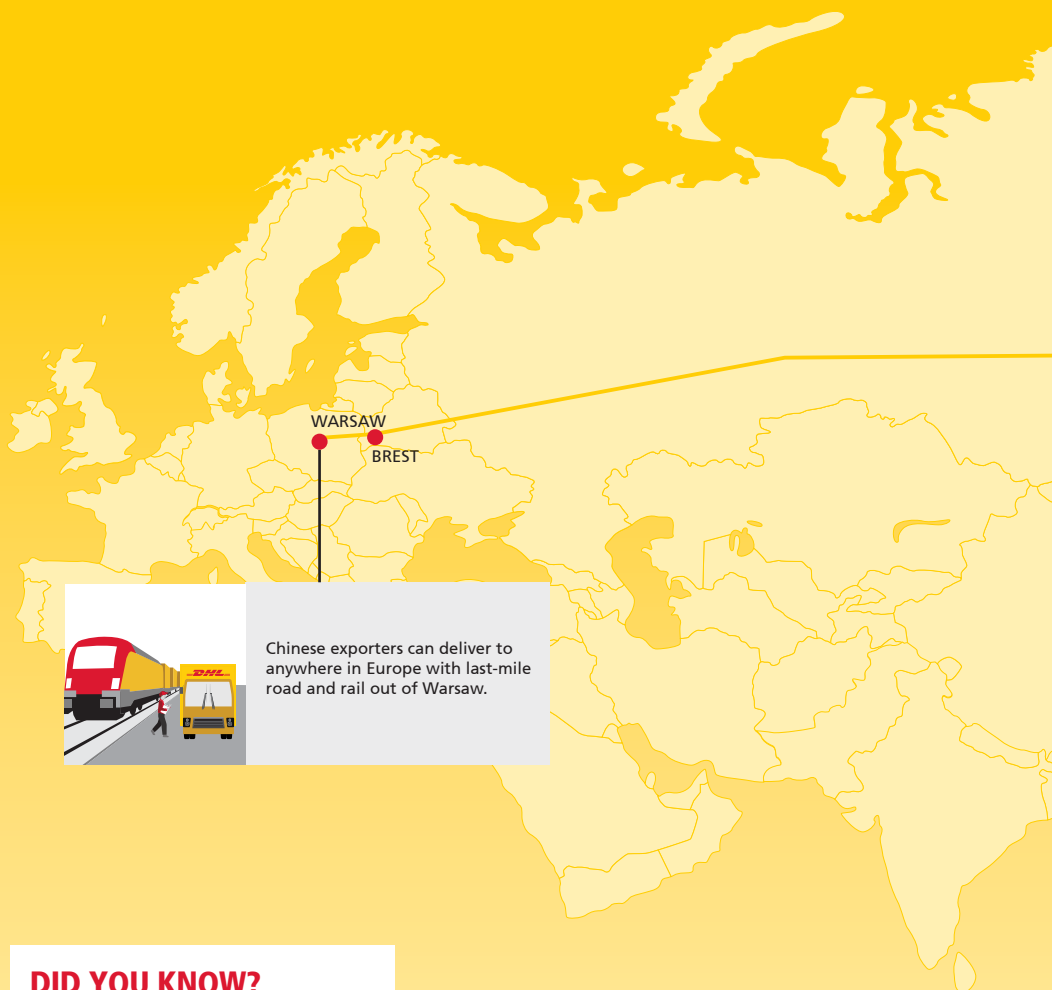 WARSAW
BREST
Chinese exporters can deliver to
anywhere in Europe with last-mile
road and rail out of Warsaw.
DHL
DID YOU KNOW?